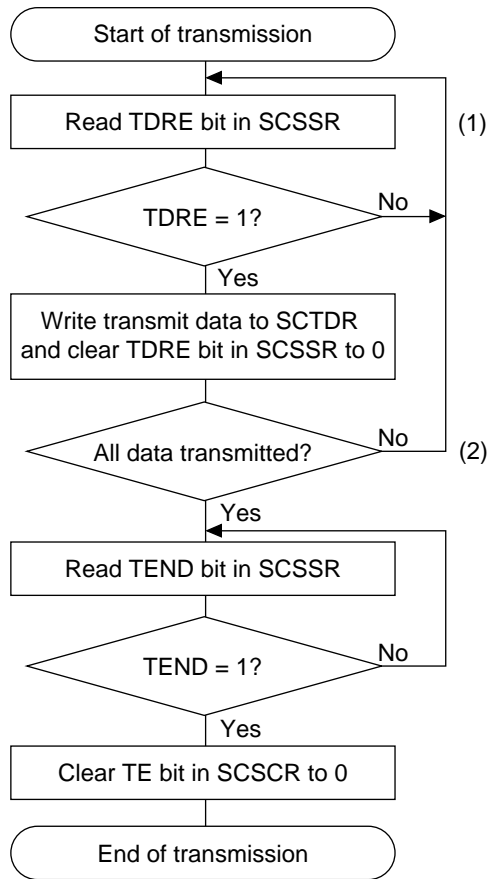 Start of transmission
Read TDRE bit in SCSSR
(1)
TDRE = 1?
No
Yes
Write transmit data to SCTDR
and clear TDRE bit in SCSSR to 0
All data transmitted?
No
(2)
Yes
Read TEND bit in SCSSR
TEND = 1?
No
Yes
Clear TE bit in SCSCR to 0
End of transmission